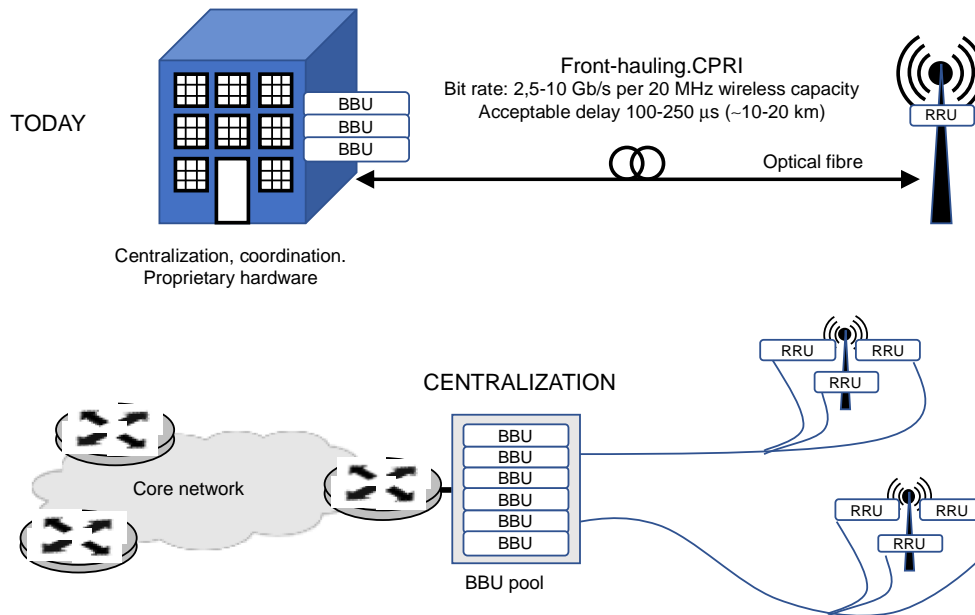 TODAY
BBU
BBU
BBU
Front-hauling.CPRI
Bit rate: 2,5-10 Gb/s per 20 MHz wireless capacity
Acceptable delay 100-250 μs (~10-20 km)
RRU
Optical fibre
Centralization, coordination.
Proprietary hardware
RRU
RRU
RRU
CENTRALIZATION
Core network
BBU
BBU
BBU
BBU
BBU
BBU
BBU pool
RRU
RRU
RRU